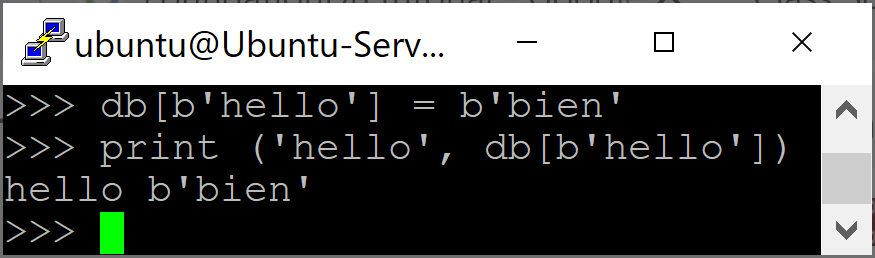 ubuntu@Ubuntu-Serv...
>>> db[b'hello'] = b'bien'
>>> print ('hello', db[b'hello'])
hello b'bien'
>>>